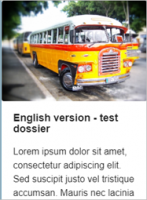 English version - test
dossier
Lorem ipsum dolor sit amet,
consectetur adipiscing elit.
Sed suscipit justo vel tristique
accumsan. Mauris nec lacinia